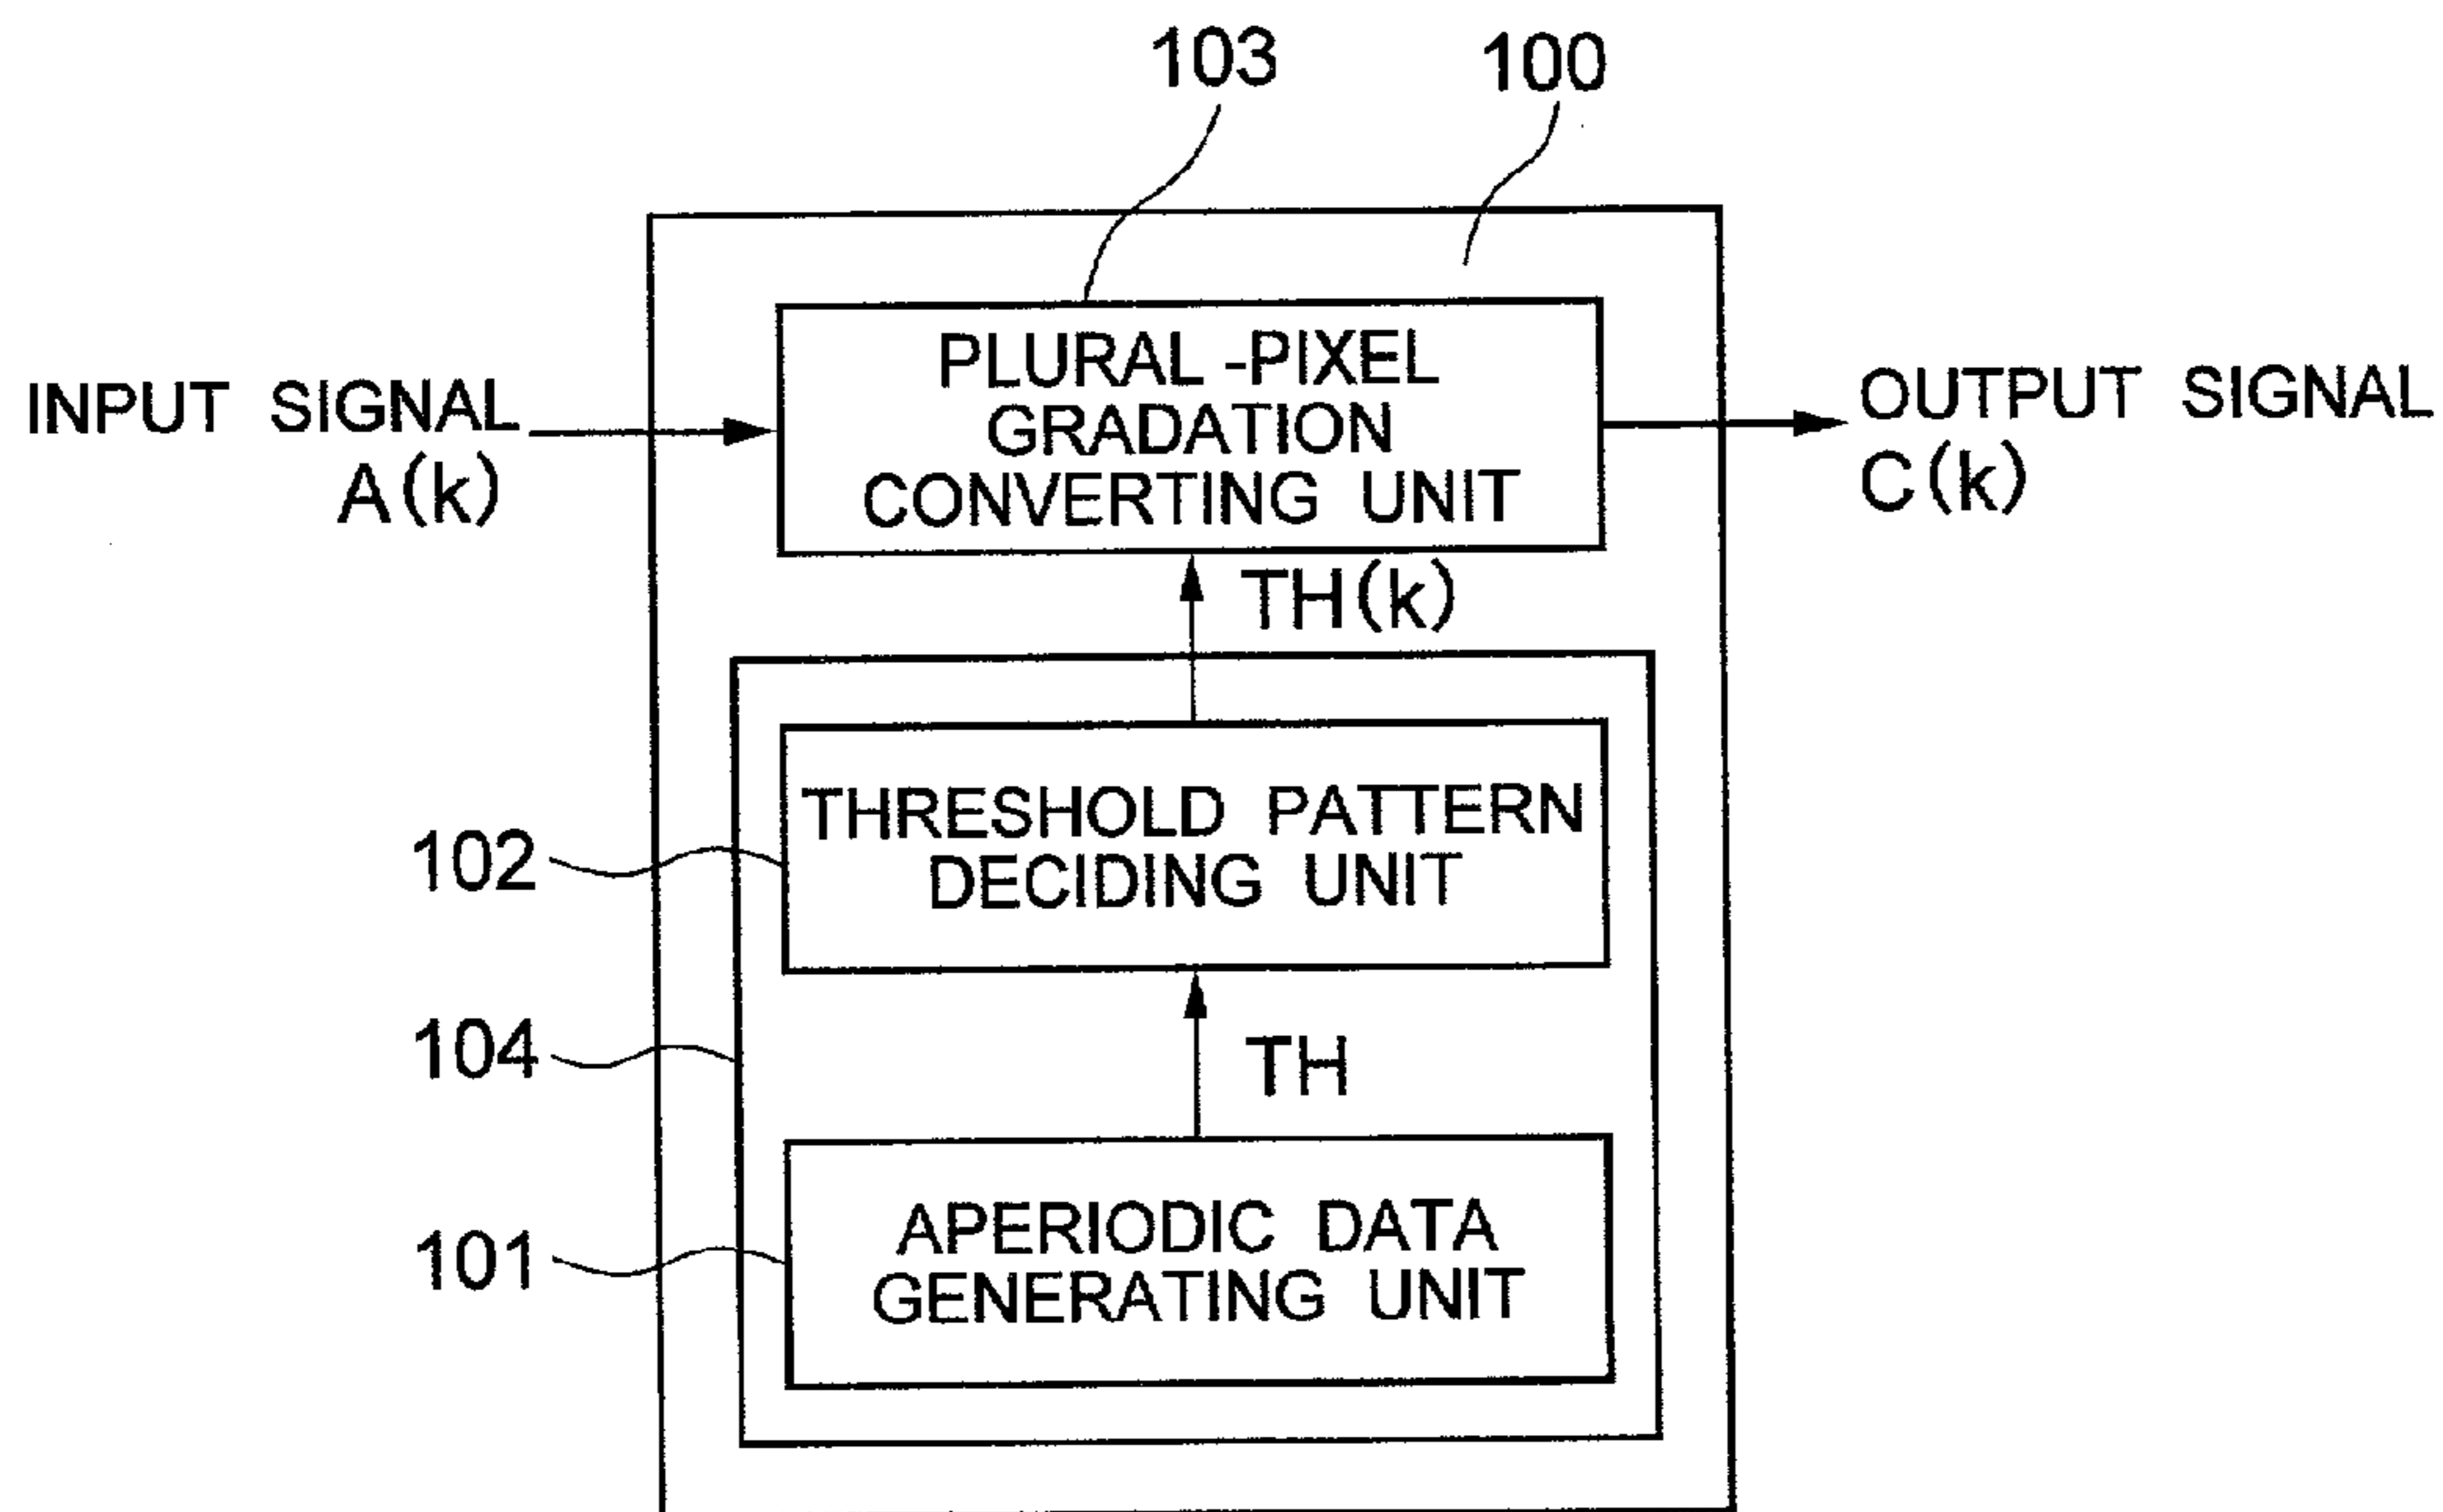 103
100
INPUT SIGNAL
A(k)
PLURAL-PIXEL
GRADATION
CONVERTING UNIT
OUTPUT SIGNAL
C(k)
TH(k)
THRESHOLD PATTERN
DECIDING UNIT
102
104
TH
APERIODIC DATA
GENERATING UNIT
101